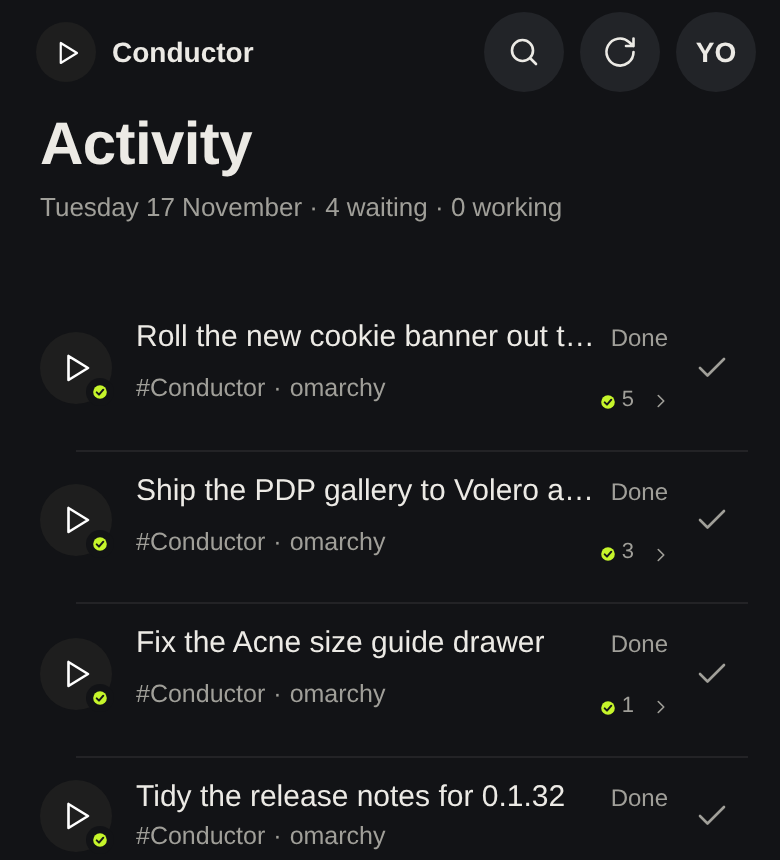 Conductor
YO
Activity
Tuesday 17 November · 4 waiting · 0 working
Roll the new cookie banner out t… Done
#Conductor · omarchy
5
Ship the PDP gallery to Volero a… Done
#Conductor · omarchy
3
Fix the Acne size guide drawer Done
#Conductor · omarchy
1
Tidy the release notes for 0.1.32 Done
#Conductor · omarchy